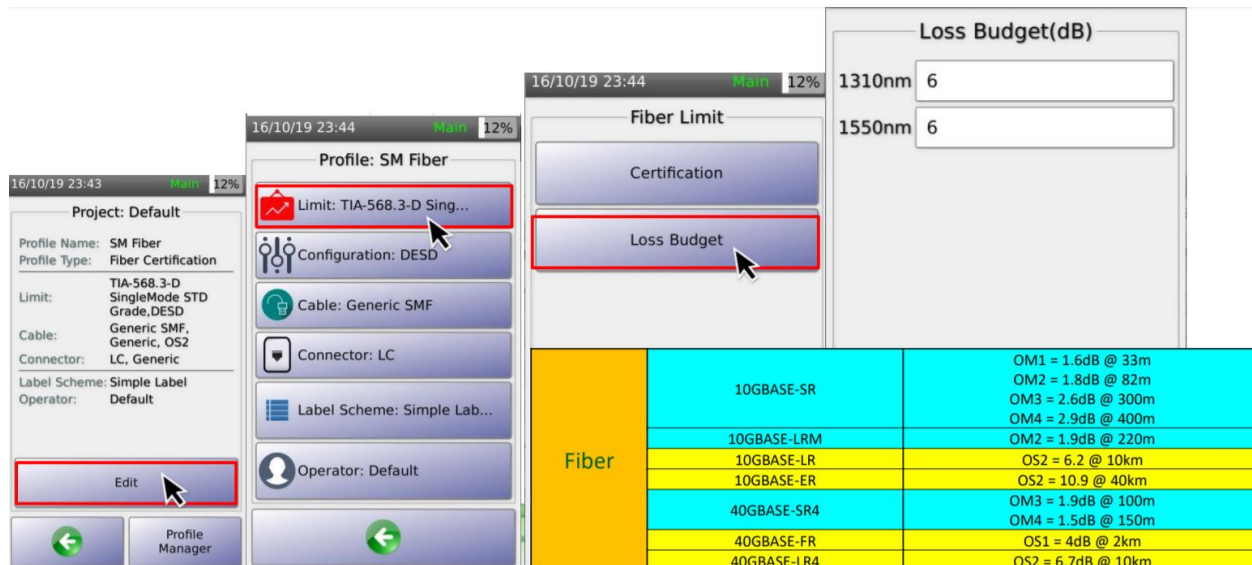 16/10/19 23:43 Main 12%
Project: Default
Profile Name: SM Fiber
Profile Type: Fiber Certification
Limit: TIA-568.3-D
SingleMode STD
Grade,DESD
Cable: Generic SMF,
Generic, OS2
Connector: LC, Generic
Label Scheme: Simple Label
Operator: Default
Edit
Profile
Manager
16/10/19 23:44 Main 12%
Profile: SM Fiber
Limit: TIA-568.3-D Sing...
Configuration: DESD
Cable: Generic SMF
Connector: LC
Label Scheme: Simple Lab...
Operator: Default
16/10/19 23:44 Main 12%
Fiber Limit
Certification
Loss Budget
Loss Budget(dB)
1310nm 6
1550nm 6
Fiber
10GBASE-SR
OM1 = 1.6dB @ 33m
OM2 = 1.8dB @ 82m
OM3 = 2.6dB @ 300m
OM4 = 2.9dB @ 400m
10GBASE-LRM OM2 = 1.9dB @ 220m
10GBASE-LR OS2 = 6.2 @ 10km
10GBASE-ER OS2 = 10.9 @ 40km
40GBASE-SR4
OM3 = 1.9dB @ 100m
OM4 = 1.5dB @ 150m
40GBASE-FR OS1 = 4dB @ 2km
40GBASE-LR4 OS2 = 6.7dB @ 10km